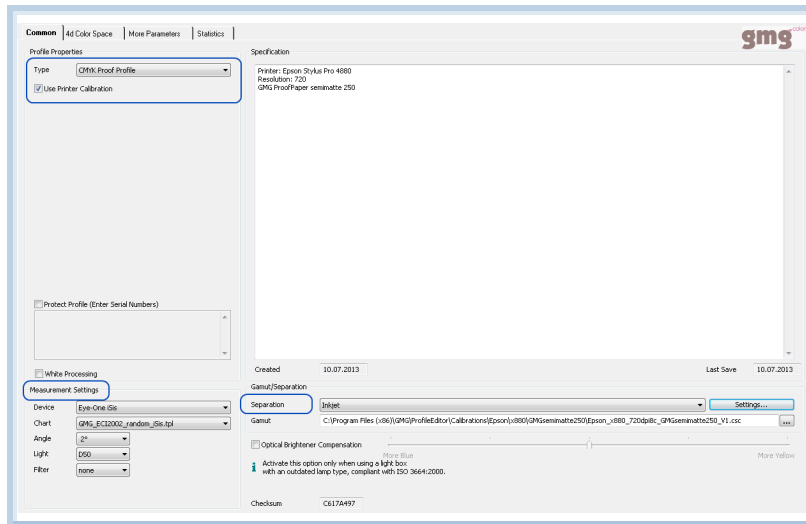 Common
4d Color Space
More Parameters
Statistics
gmg color
Profile Properties
Type
CMYK Proof Profile
Use Printer Calibration
Protect Profile (Enter Serial Numbers)
White Processing
Measurement Settings
Device
Eye-One iSis
Chart
GMG_ECI2002_random_iSis.tpl
Angle
2°
Light
D50
Filter
none
Specification
Printer: Epson Stylus Pro 4880
Resolution: 720
GMG ProofPaper semimatte 250
Created
10.07.2013
Last Save
10.07.2013
Gamut/Separation
Separation
Inkjet
Settings...
Gamut
C:\Program Files (x86)\GMG\ProfileEditor\Calibrations\Epson\x880\GMGsemimatte250\Epson_x880_720dpi8c_GMGsemimatte250_V1.csc
...
Optical Brightener Compensation
More Blue
More Yellow
Activate this option only when using a light box
with an outdated lamp type, compliant with ISO 3664:2000.
Checksum
C617A497